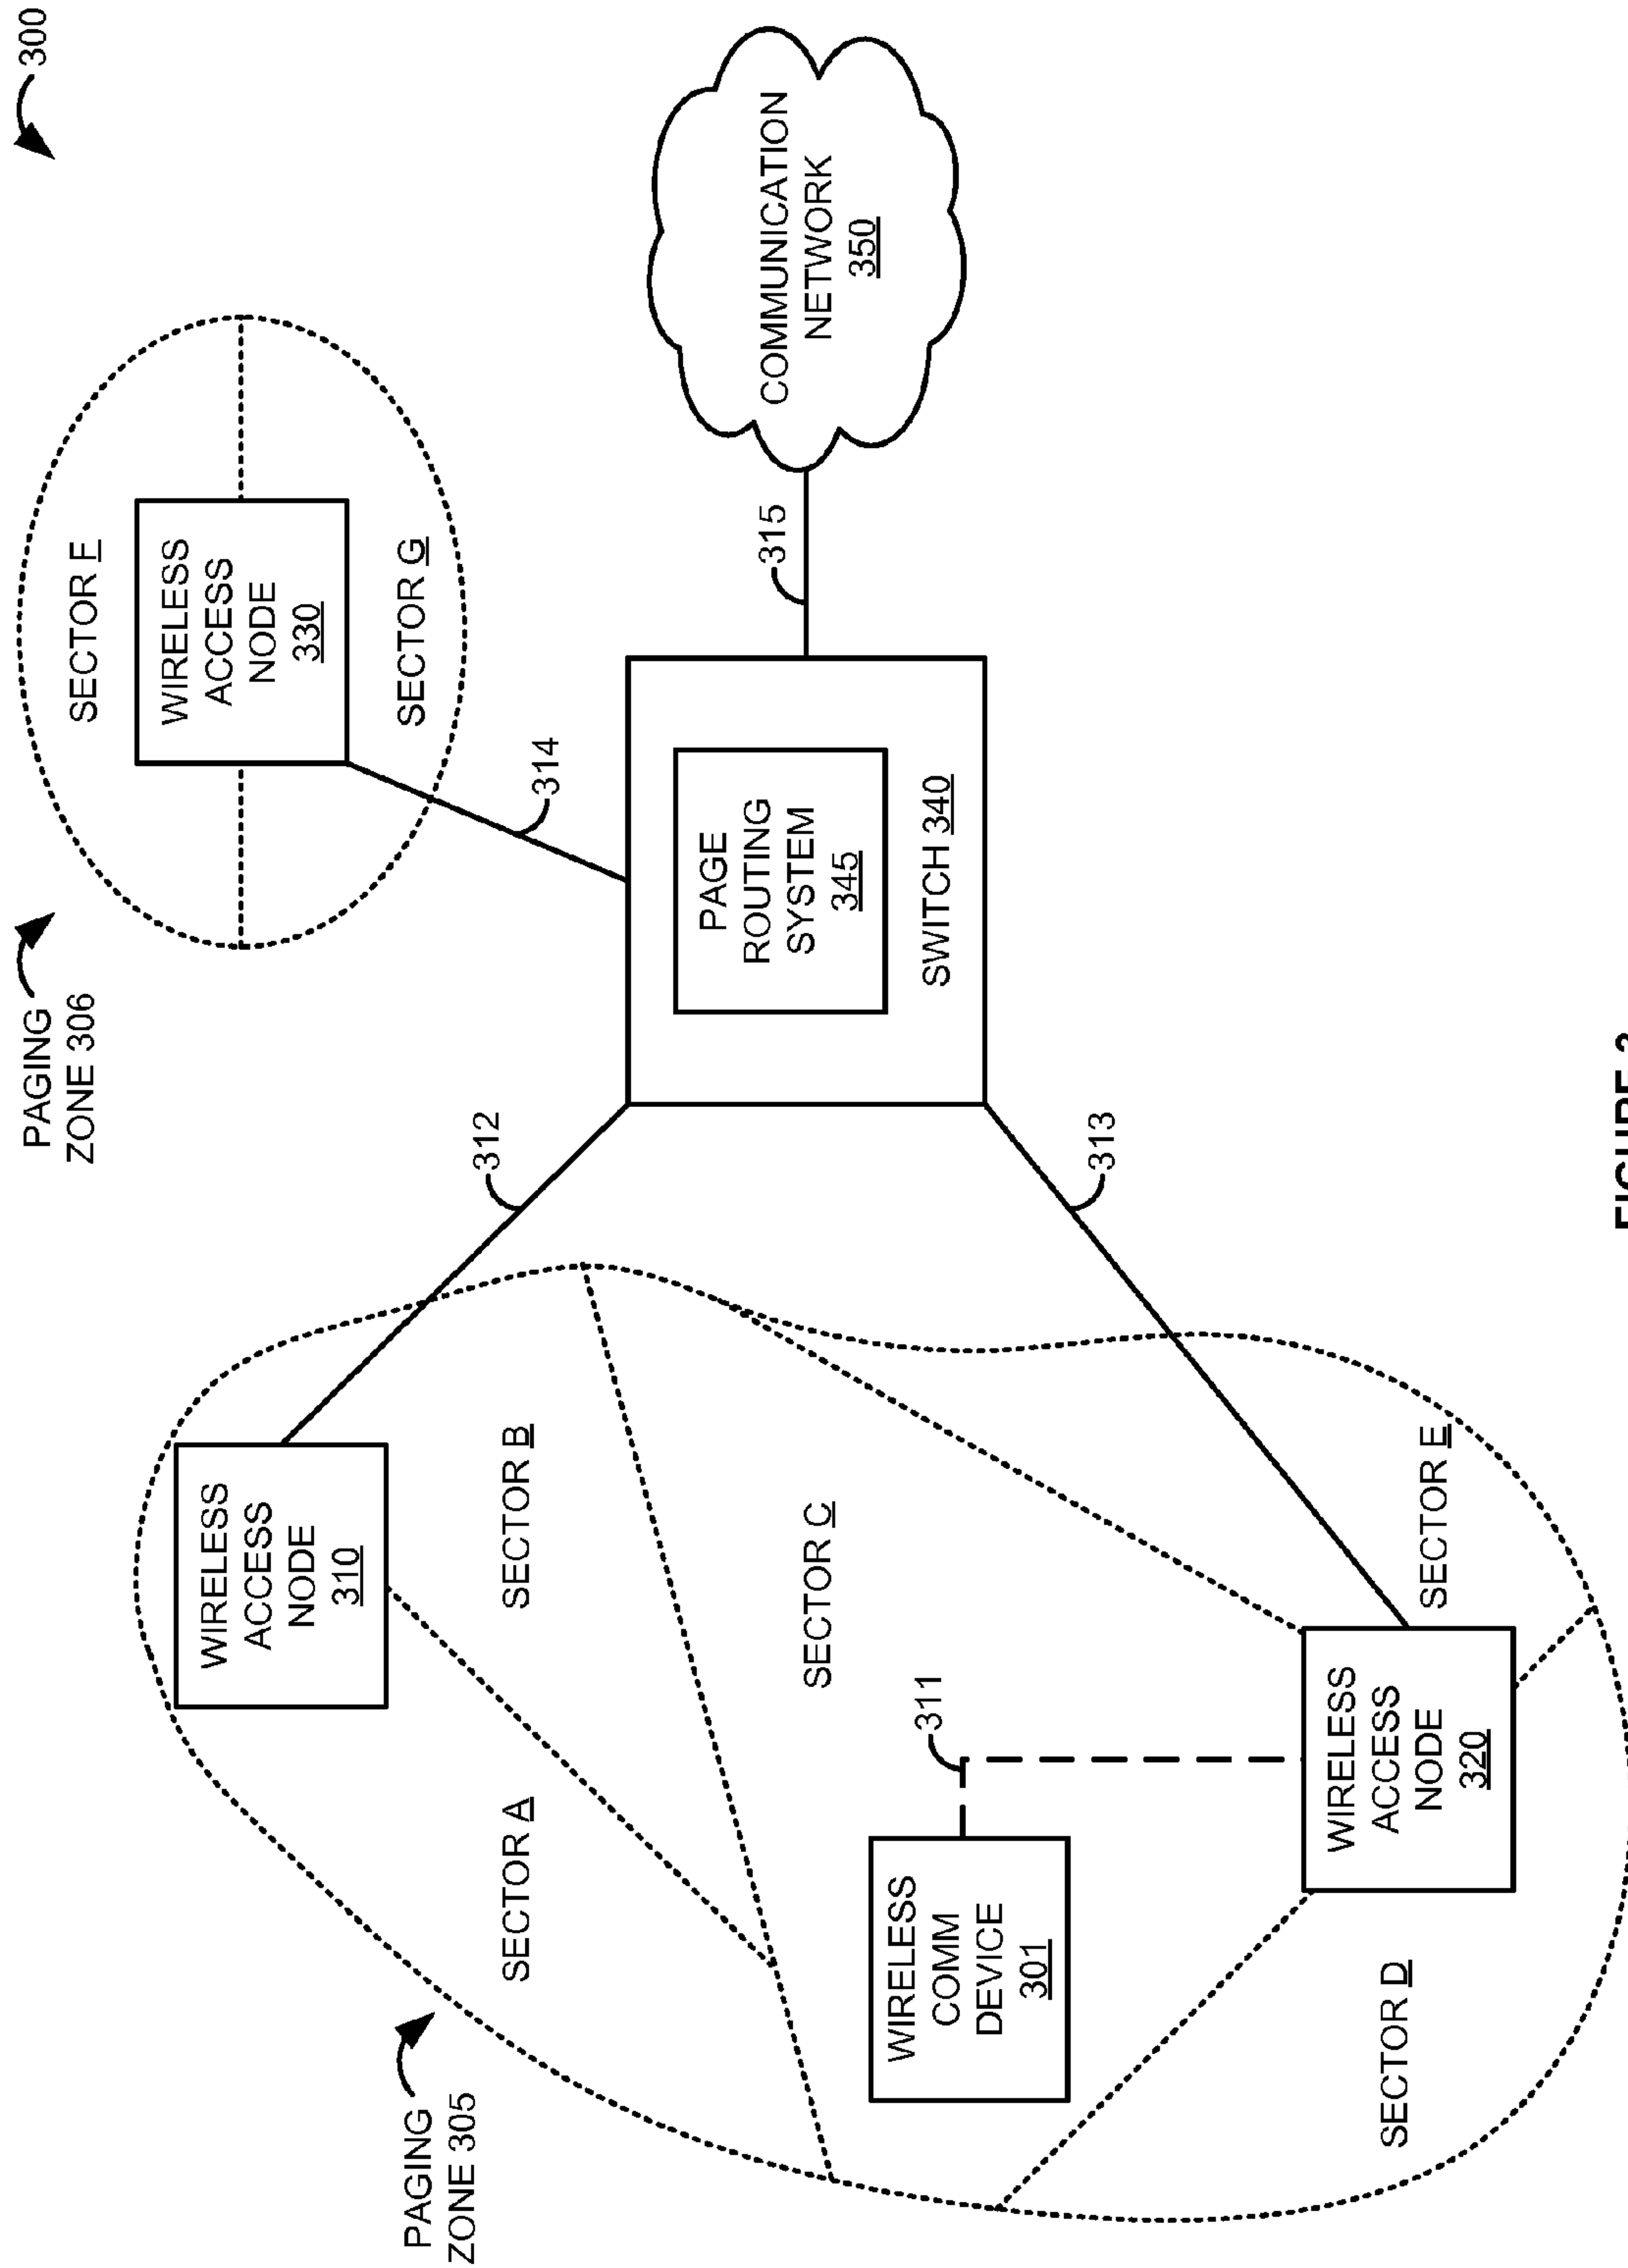 300
PAGING
ZONE 306
SECTOR F
WIRELESS
ACCESS
NODE
330
SECTOR G
314
PAGING
ZONE 305
WIRELESS
ACCESS
NODE
310
312
SECTOR A
SECTOR B
SECTOR C
PAGE
ROUTING
SYSTEM
345
SWITCH 340
315
COMMUNICATION
NETWORK
350
WIRELESS
COMM
DEVICE
301
311
313
WIRELESS
ACCESS
NODE
320
SECTOR D
SECTOR E